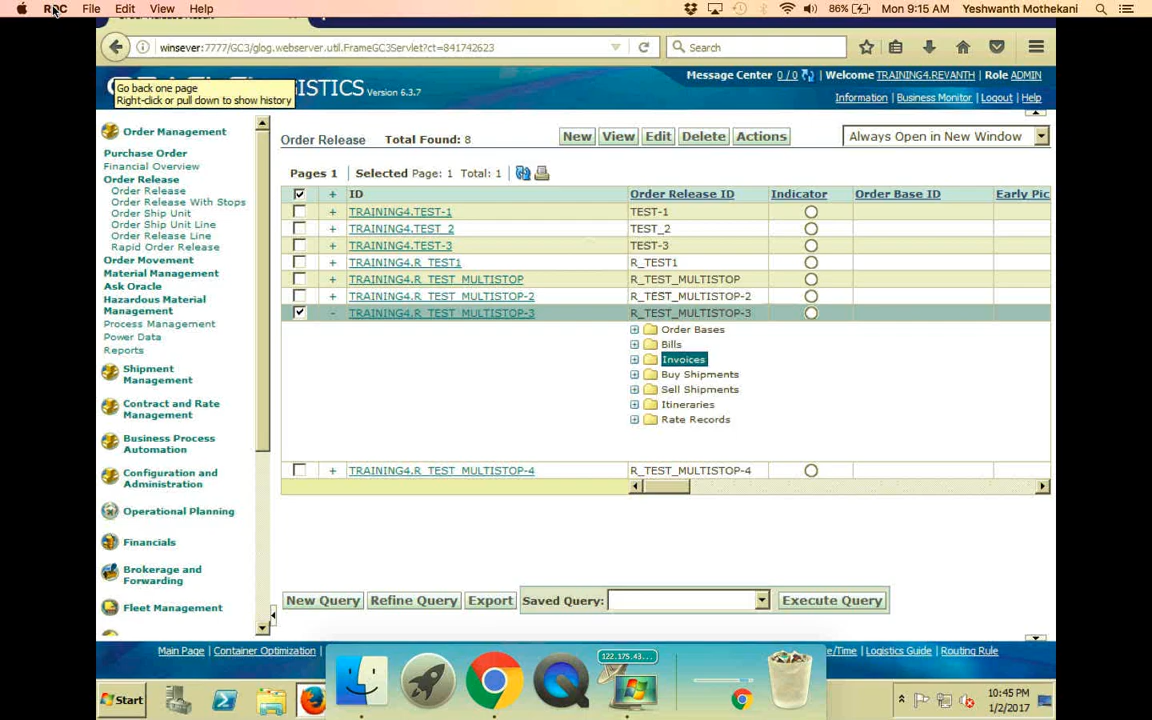 File Edit View Help 86% Mon 9:15 AM Yeshwanth Mothekani
winsever:7777/GC3/glog.webserver.util.FrameGC3Servlet?ct=841742623
Search
Go back one page
Right-click or pull down to show history
ISTICS Version 6.3.7
Message Center 0 / 0 | Welcome TRAINING4.REVANTH | Role ADMIN
Information | Business Monitor | Logout | Help
Order Management
Purchase Order
Financial Overview
Order Release
Order Release
Order Release With Stops
Order Ship Unit
Order Ship Unit Line
Order Release Line
Rapid Order Release
Order Movement
Material Management
Ask Oracle
Hazardous Material
Management
Process Management
Power Data
Reports
Shipment
Management
Contract and Rate
Management
Business Process
Automation
Configuration and
Administration
Operational Planning
Financials
Brokerage and
Forwarding
Fleet Management
Order Release Total Found: 8 New View Edit Delete Actions Always Open in New Window
Pages 1 Selected Page: 1 Total: 1
+ ID Order Release ID Indicator Order Base ID Early Pic
+ TRAINING4.TEST-1 TEST-1
+ TRAINING4.TEST_2 TEST_2
+ TRAINING4.TEST-3 TEST-3
+ TRAINING4.R_TEST1 R_TEST1
+ TRAINING4.R_TEST_MULTISTOP R_TEST_MULTISTOP
+ TRAINING4.R_TEST_MULTISTOP-2 R_TEST_MULTISTOP-2
- TRAINING4.R_TEST_MULTISTOP-3 R_TEST_MULTISTOP-3
Order Bases
Bills
Invoices
Buy Shipments
Sell Shipments
Itineraries
Rate Records
+ TRAINING4.R_TEST_MULTISTOP-4 R_TEST_MULTISTOP-4
New Query Refine Query Export Saved Query: Execute Query
Main Page | Container Optimization | e/Time | Logistics Guide | Routing Rule
122.175.43...
Start
10:45 PM
1/2/2017